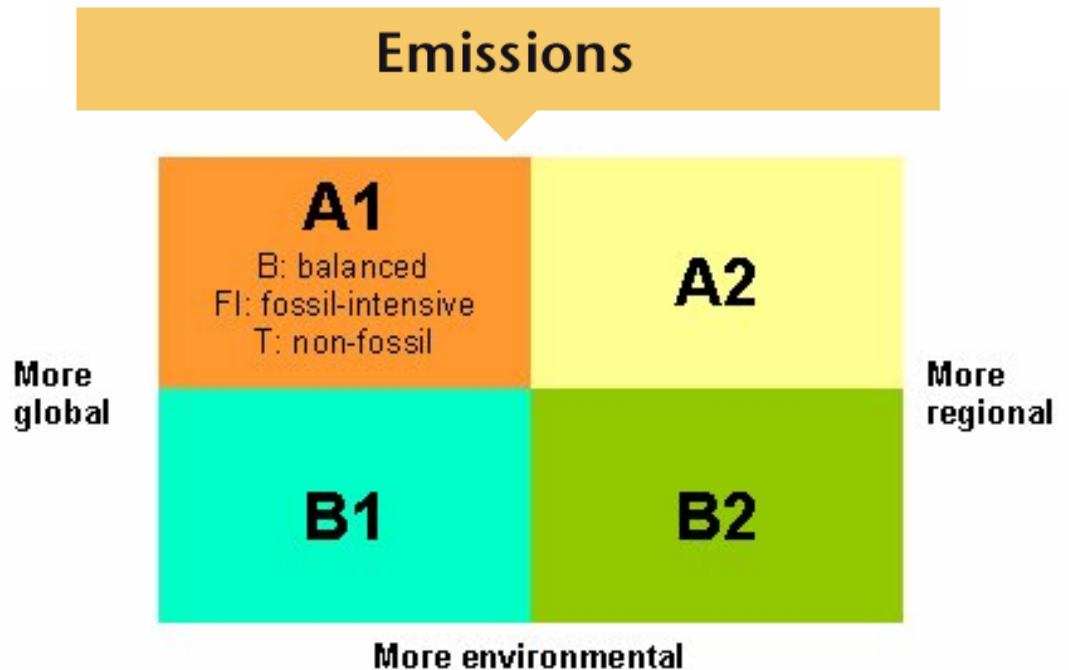 Emissions
A1
B: balanced
FI: fossil-intensive
T: non-fossil
A2
More
global
More
regional
B1
B2
More environmental